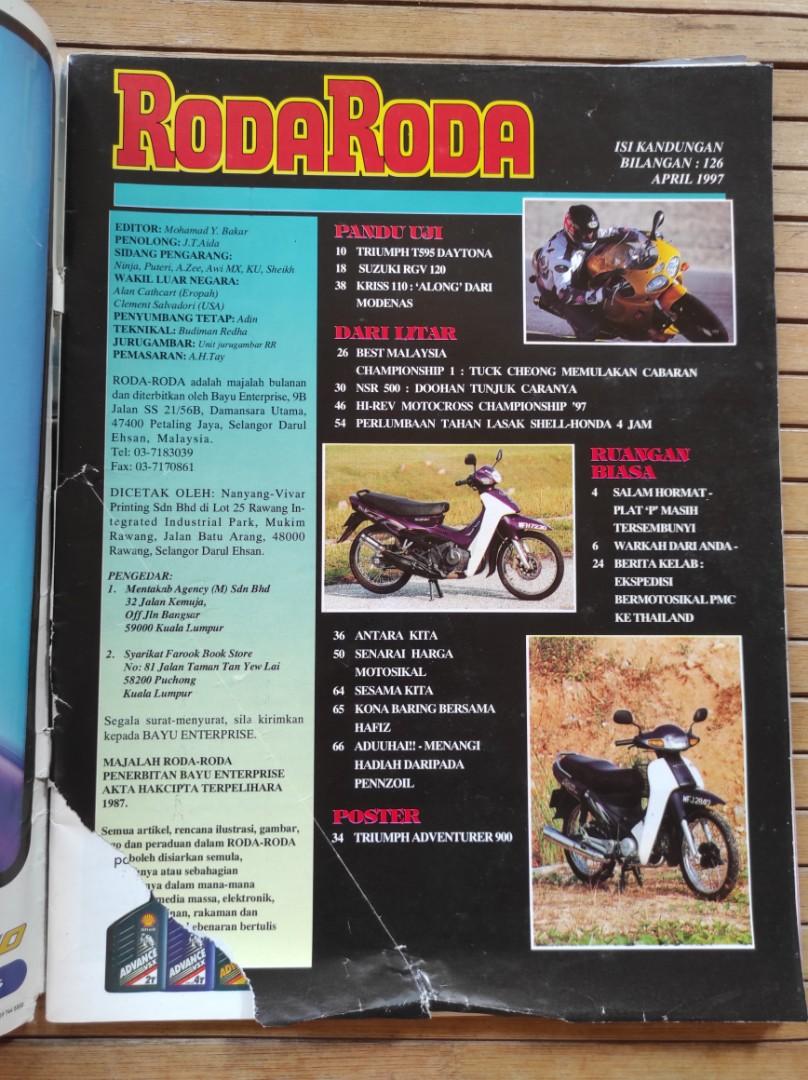 RODARODA
ISI KANDUNGAN
BILANGAN : 126
APRIL 1997
EDITOR: Mohamad Y. Bakar
PENOLONG: J.T.Aida
SIDANG PENGARANG:
Ninja, Puteri, A.Zee, Awi MX, KU, Sheikh
WAKIL LUAR NEGARA:
Alan Cathcart (Eropah)
Clement Salvadori (USA)
PENYUMBANG TETAP: Adin
TEKNIKAL: Budiman Redha
JURUGAMBAR: Unit jurugambar RR
PEMASARAN: A.H.Tay
RODA-RODA adalah majalah bulanan
dan diterbitkan oleh Bayu Enterprise, 9B
Jalan SS 21/56B, Damansara Utama,
47400 Petaling Jaya, Selangor Darul
Ehsan, Malaysia.
Tel: 03-7183039
Fax: 03-7170861
DICETAK OLEH: Nanyang-Vivar
Printing Sdn Bhd di Lot 25 Rawang In-
tegrated Industrial Park, Mukim
Rawang, Jalan Batu Arang, 48000
Rawang, Selangor Darul Ehsan.
PENGEDAR:
1. Mentakab Agency (M) Sdn Bhd
32 Jalan Kemuja,
Off Jln Bangsar
59000 Kuala Lumpur
2. Syarikat Farook Book Store
No: 81 Jalan Taman Tan Yew Lai
58200 Puchong
Kuala Lumpur
Segala surat-menyurat, sila kirimkan
kepada BAYU ENTERPRISE.
MAJALAH RODA-RODA
PENERBITAN BAYU ENTERPRISE
AKTA HAKCIPTA TERPELIHARA
1987.
Semua artikel, rencana ilustrasi, gambar,
dan peraduan dalam RODA-RODA
boleh disiarkan semula,
atau sebahagian
dalam mana-mana
media massa, elektronik,
rakaman dan
bertulis
ADVANCE
VSX
2T
ADVANCE
VSX
4T
PANDU UJI
10 TRIUMPH T595 DAYTONA
18 SUZUKI RGV 120
38 KRISS 110 : 'ALONG' DARI
MODENAS
DARI LITAR
26 BEST MALAYSIA
CHAMPIONSHIP 1 : TUCK CHEONG MEMULAKAN CABARAN
30 NSR 500 : DOOHAN TUNJUK CARANYA
46 HI-REV MOTOCROSS CHAMPIONSHIP '97
54 PERLUMBAAN TAHAN LASAK SHELL-HONDA 4 JAM
RUANGAN
BIASA
4 SALAM HORMAT -
PLAT 'P' MASIH
TERSEMBUNYI
6 WARKAH DARI ANDA -
24 BERITA KELAB :
EKSPEDISI
BERMOTOSIKAL PMC
KE THAILAND
36 ANTARA KITA
50 SENARAI HARGA
MOTOSIKAL
64 SESAMA KITA
65 KONA BARING BERSAMA
HAFIZ
66 ADUUHAI!! - MENANGI
HADIAH DARIPADA
PENNZOIL
POSTER
34 TRIUMPH ADVENTURER 900